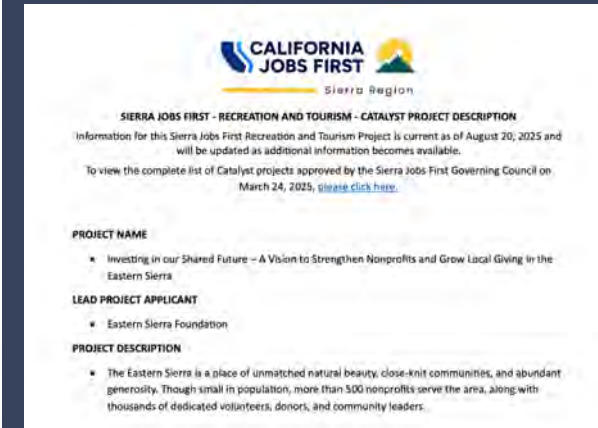 CALIFORNIA
JOBS FIRST
Sierra Region
SIERRA JOBS FIRST - RECREATION AND TOURISM - CATALYST PROJECT DESCRIPTION
Information for this Sierra Jobs First Recreation and Tourism Project is current as of August 20, 2025 and
will be updated as additional information becomes available.
To view the complete list of Catalyst projects approved by the Sierra Jobs First Governing Council on
March 24, 2025, please click here.
PROJECT NAME
• Investing in our Shared Future – A Vision to Strengthen Nonprofits and Grow Local Giving in the
Eastern Sierra
LEAD PROJECT APPLICANT
• Eastern Sierra Foundation
PROJECT DESCRIPTION
• The Eastern Sierra is a place of unmatched natural beauty, close-knit communities, and abundant
generosity. Though small in population, more than 500 nonprofits serve the area, along with
thousands of dedicated volunteers, donors, and community leaders.